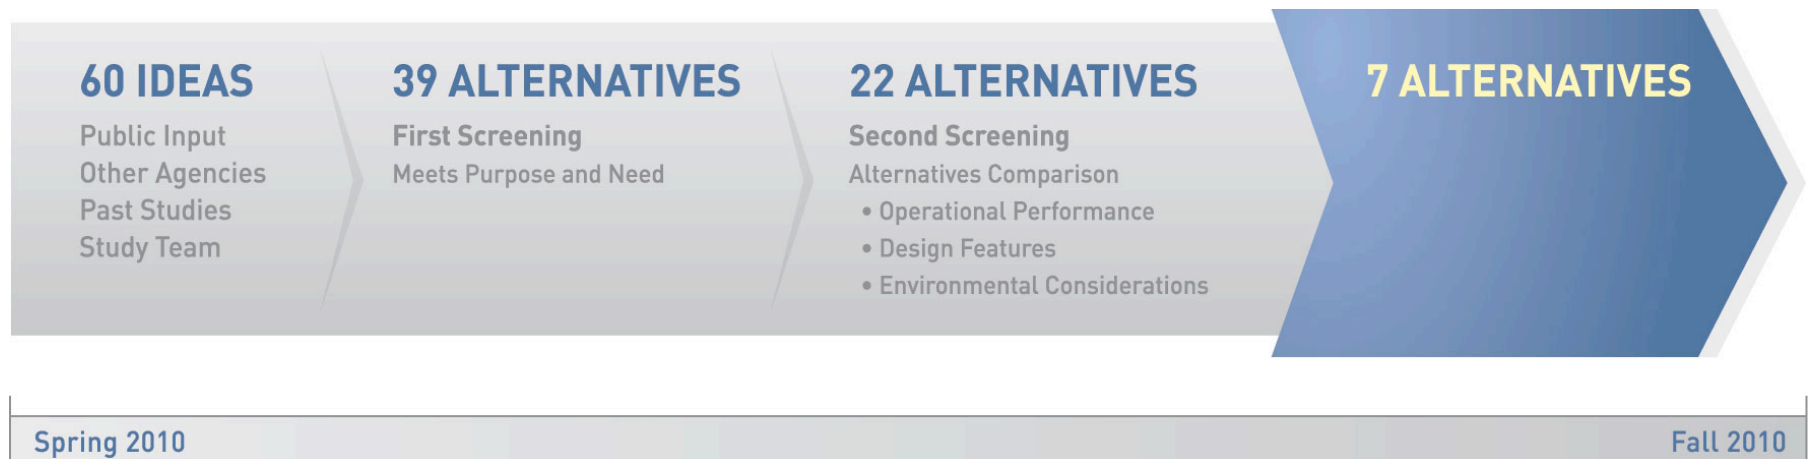 60 IDEAS
Public Input
Other Agencies
Past Studies
Study Team
39 ALTERNATIVES
First Screening
Meets Purpose and Need
22 ALTERNATIVES
Second Screening
Alternatives Comparison
• Operational Performance
• Design Features
• Environmental Considerations
7 ALTERNATIVES
Spring 2010
Fall 2010